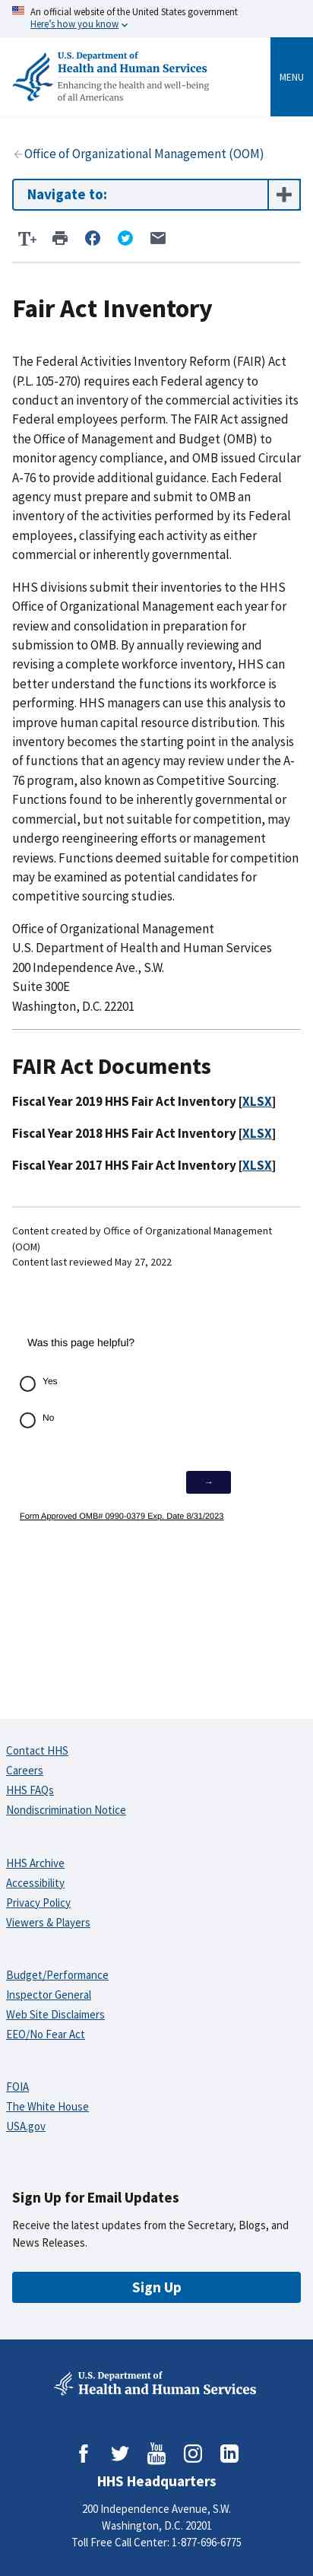 An official website of the United States government
Here's how you know
U.S. Department of
Health and Human Services
Enhancing the health and well-being
of all Americans
MENU
Office of Organizational Management (OOM)
Navigate to:
T+
Fair Act Inventory
The Federal Activities Inventory Reform (FAIR) Act
(P.L. 105-270) requires each Federal agency to
conduct an inventory of the commercial activities its
Federal employees perform. The FAIR Act assigned
the Office of Management and Budget (OMB) to
monitor agency compliance, and OMB issued Circular
A-76 to provide additional guidance. Each Federal
agency must prepare and submit to OMB an
inventory of the activities performed by its Federal
employees, classifying each activity as either
commercial or inherently governmental.
HHS divisions submit their inventories to the HHS
Office of Organizational Management each year for
review and consolidation in preparation for
submission to OMB. By annually reviewing and
revising a complete workforce inventory, HHS can
better understand the functions its workforce is
performing. HHS managers can use this analysis to
improve human capital resource distribution. This
inventory becomes the starting point in the analysis
of functions that an agency may review under the A-
76 program, also known as Competitive Sourcing.
Functions found to be inherently governmental or
commercial, but not suitable for competition, may
undergo reengineering efforts or management
reviews. Functions deemed suitable for competition
may be examined as potential candidates for
competitive sourcing studies.
Office of Organizational Management
U.S. Department of Health and Human Services
200 Independence Ave., S.W.
Suite 300E
Washington, D.C. 22201
FAIR Act Documents
Fiscal Year 2019 HHS Fair Act Inventory [XLSX]
Fiscal Year 2018 HHS Fair Act Inventory [XLSX]
Fiscal Year 2017 HHS Fair Act Inventory [XLSX]
Content created by Office of Organizational Management
(OOM)
Content last reviewed May 27, 2022
Was this page helpful?
Yes
No
→
Form Approved OMB# 0990-0379 Exp. Date 8/31/2023
Contact HHS
Careers
HHS FAQs
Nondiscrimination Notice
HHS Archive
Accessibility
Privacy Policy
Viewers & Players
Budget/Performance
Inspector General
Web Site Disclaimers
EEO/No Fear Act
FOIA
The White House
USA.gov
Sign Up for Email Updates
Receive the latest updates from the Secretary, Blogs, and
News Releases.
Sign Up
U.S. Department of
Health and Human Services
You Tube
HHS Headquarters
200 Independence Avenue, S.W.
Washington, D.C. 20201
Toll Free Call Center: 1-877-696-6775